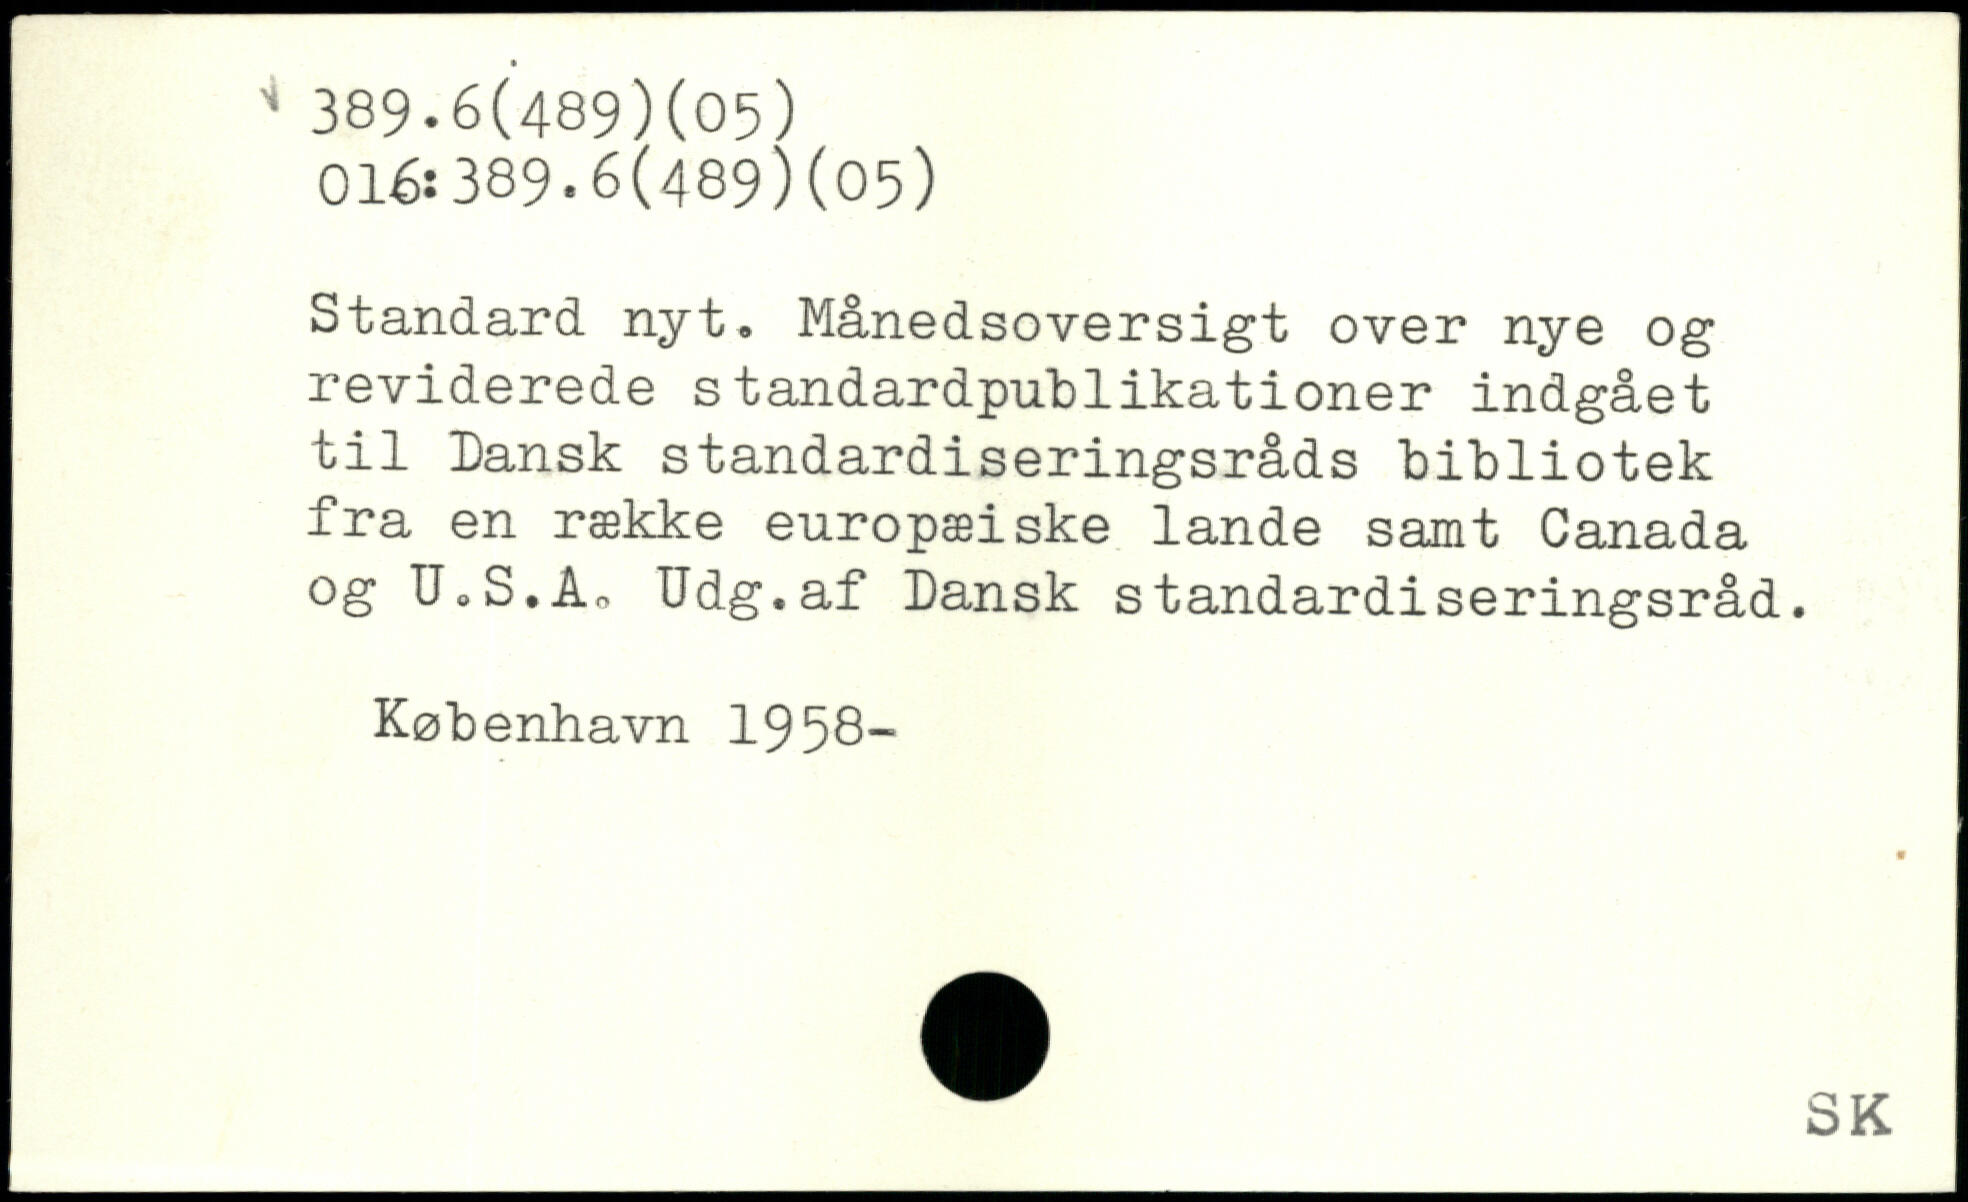 389.6(489)(05)
016:389.6(489)(05)
Standard nyt. Månedsoversigt over nye og
reviderede standardpublikationer indgået
til Dansk standardiseringsråds bibliotek
fra en række europæiske lande samt Canada
og U.S.A. Udg.af Dansk standardiseringsråd.
København 1958-
SK